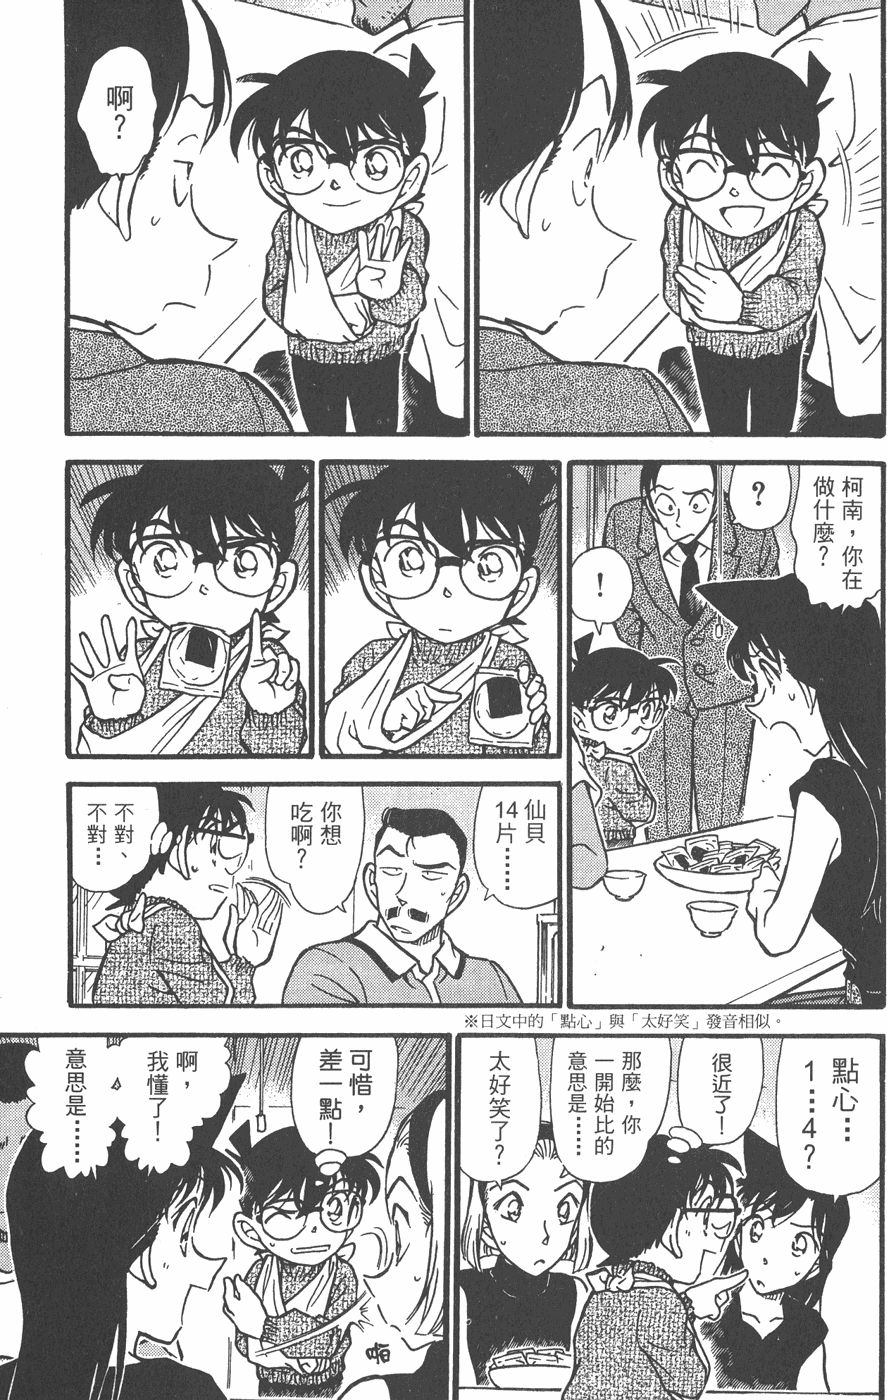 啊？
柯南，你在
做什麼？
？
！
仙貝
14片……
你想
吃啊？
不對、
不對…
※日文中的「點心」與「太好笑」發音相似。
點心…
1…4？
很近了！
那麼，你
一開始比的
意思是……
太好笑了？
可惜，
差一點！
啊，
我懂了！
意思是……